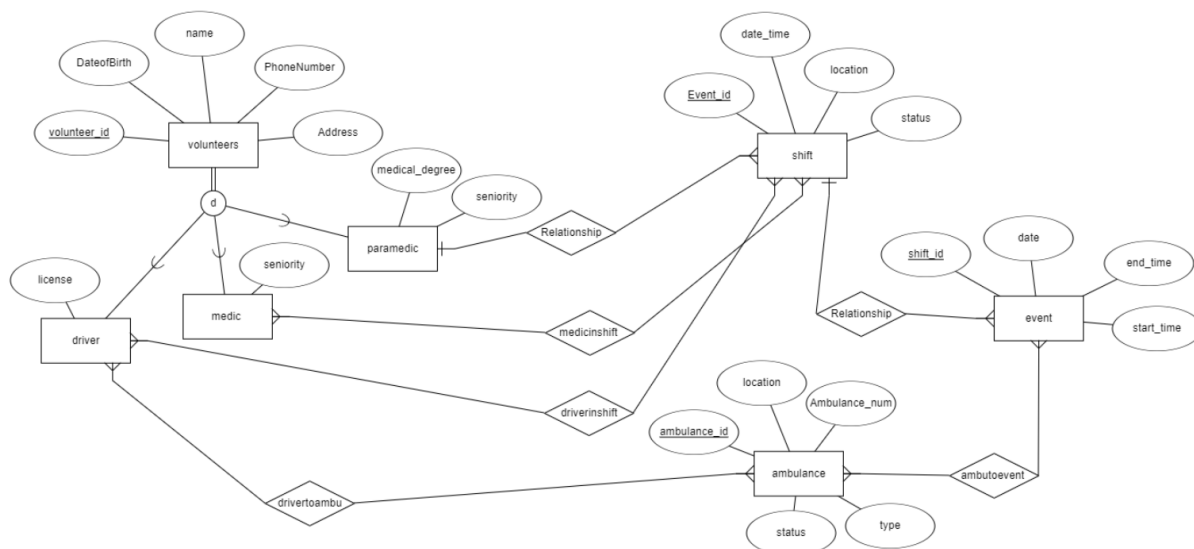 name
date_time
DateofBirth
PhoneNumber
location
Event_id
status
volunteer_id
volunteers
Address
shift
medical_degree
seniority
d
paramedic
Relationship
shift_id
date
end_time
license
seniority
medic
driver
medicinshift
Relationship
event
start_time
location
Ambulance_num
driverinshift
ambulance_id
ambulance
ambutoevent
drivertoambu
status
type